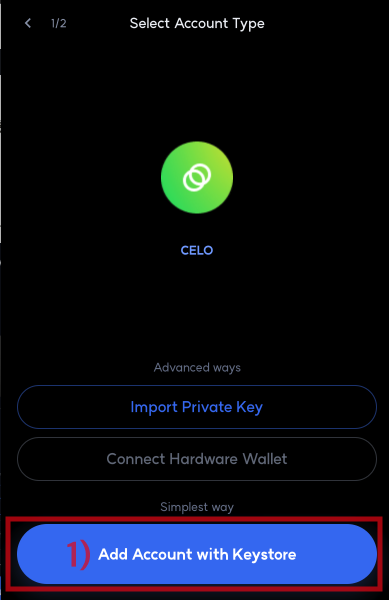 1/2 Select Account Type
CELO
Advanced ways
Import Private Key
Connect Hardware Wallet
Simplest way
1) Add Account with Keystore